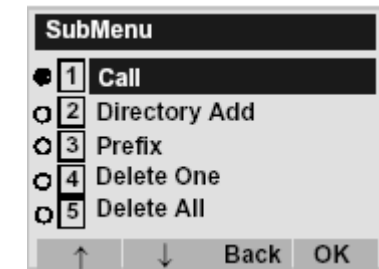 SubMenu
1 Call
2 Directory Add
3 Prefix
4 Delete One
5 Delete All
↑ ↓ Back OK